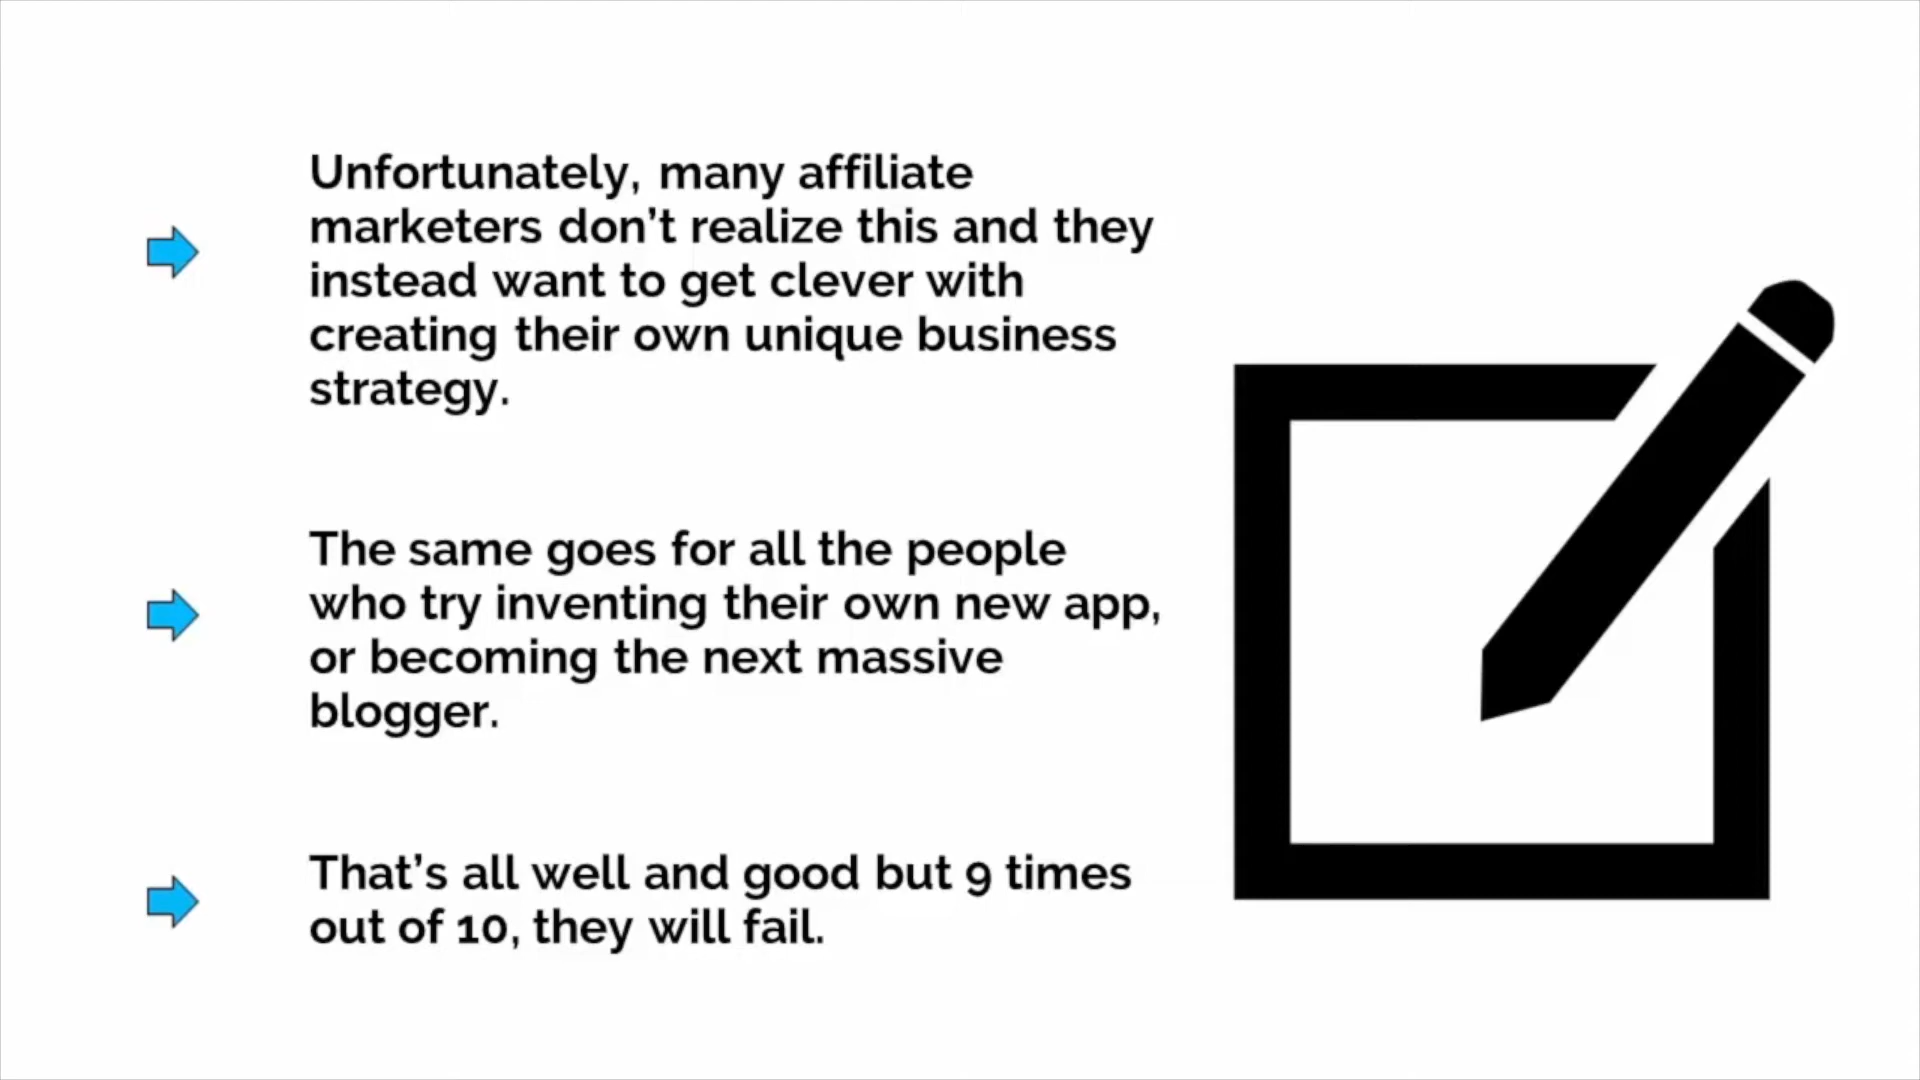 Unfortunately, many affiliate
marketers don’t realize this and they
instead want to get clever with
creating their own unique business
strategy.
The same goes for all the people
who try inventing their own new app,
or becoming the next massive
blogger.
That’s all well and good but 9 times
out of 10, they will fail.